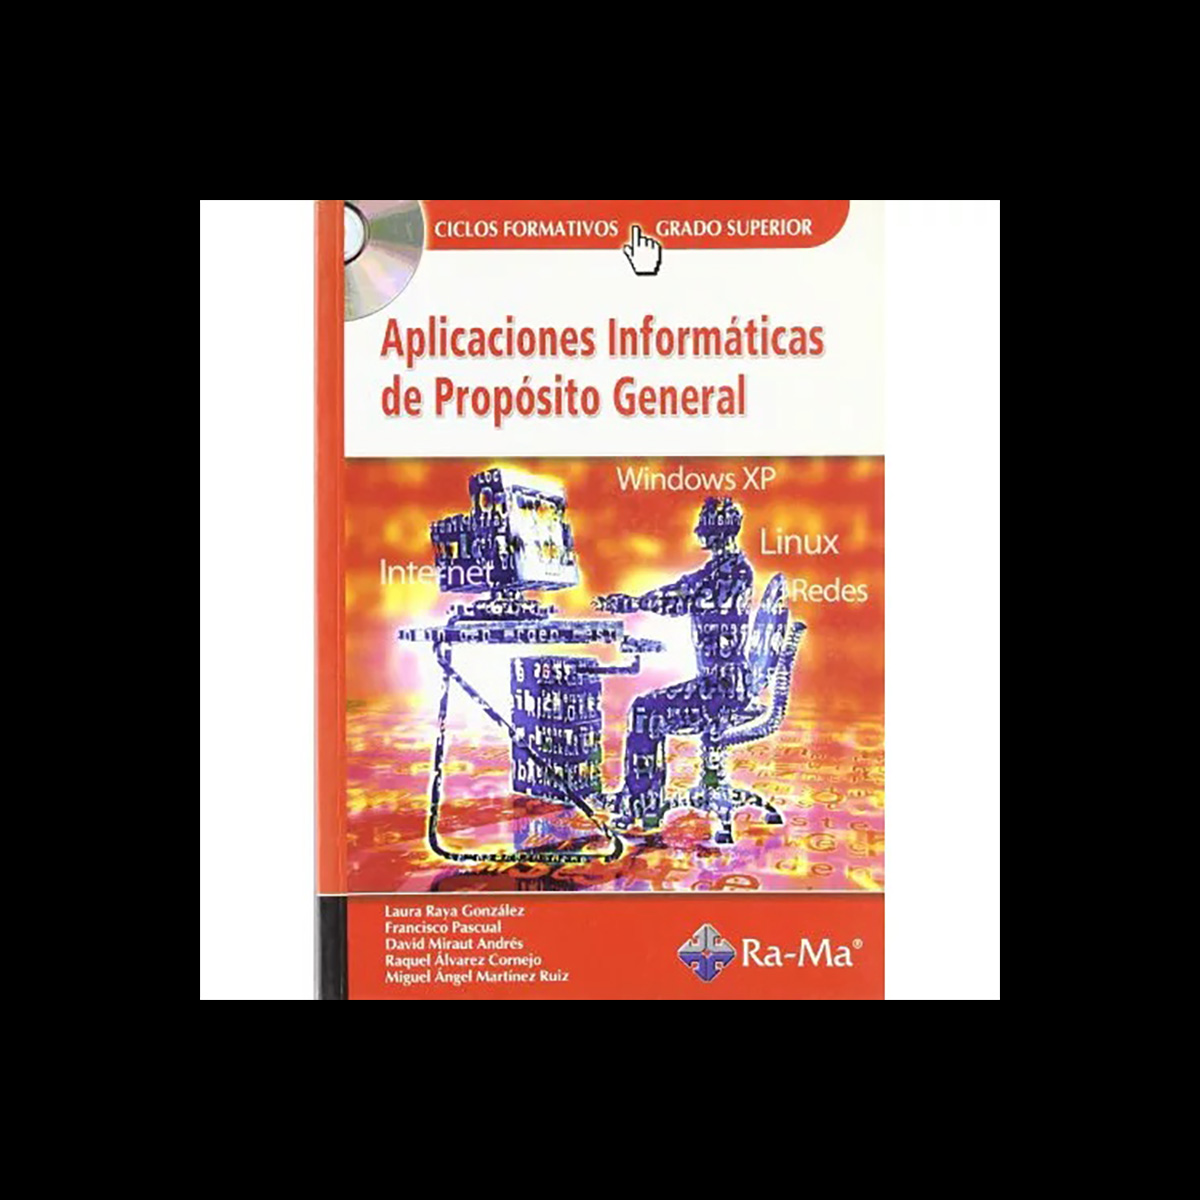 CICLOS FORMATIVOS GRADO SUPERIOR
Aplicaciones Informáticas
de Propósito General
Windows XP
Linux
Internet
Redes
Laura Raya González
Francisco Pascual
David Miraut Andrés
Raquel Álvarez Cornejo
Miguel Ángel Martínez Ruiz
Ra-Ma®